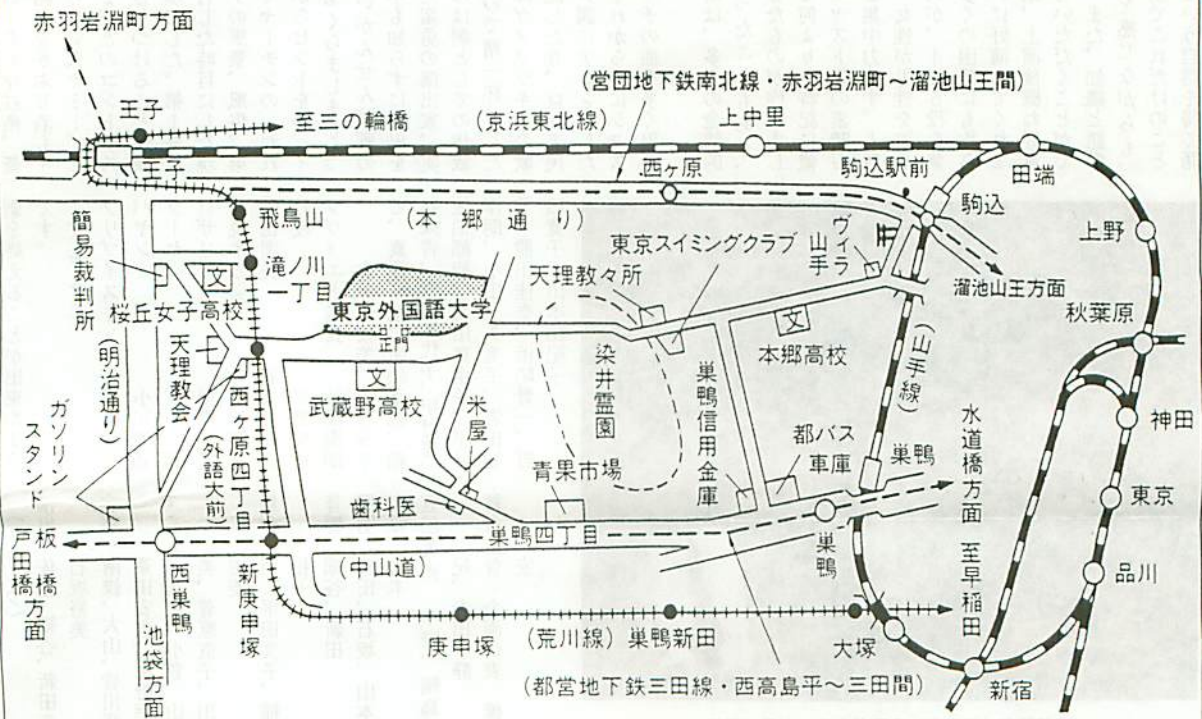 赤羽岩淵町方面
(営団地下鉄南北線・赤羽岩淵町〜溜池山王間)
王子
至三の輪橋
(京浜東北線)
上中里
王子
西ヶ原
駒込駅前
田端
駒込
飛鳥山
(本郷通り)
東京スイミングクラブ
ヴィラ山手
上野
簡易裁判所
文
滝ノ川一丁目
天理教々所
溜池山王方面
桜丘女子高校
東京外国語大学
正門
文
本郷高校
秋葉原
(明治通り)
天理教会
文
武蔵野高校
染井霊園
(山手線)
ガソリンスタンド
西ヶ原四丁目
(外語大前)
米屋
巣鴨信用金庫
都バス車庫
水道橋方面
神田
青果市場
巣鴨
東京
歯科医
巣鴨四丁目
戸田橋方面
板橋
西巣鴨
新庚申塚
(中山道)
巣鴨
至早稲田
品川
池袋方面
庚申塚
(荒川線)
巣鴨新田
大塚
新宿
(都営地下鉄三田線・西高島平〜三田間)